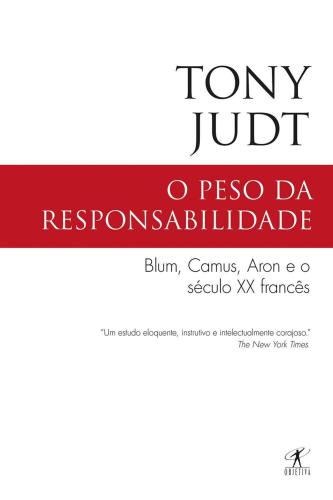 TONY
JUDT
O PESO DA
RESPONSABILIDADE
Blum, Camus, Aron e o
século XX francês
“Um estudo eloquente, instrutivo e intelectualmente corajoso.”
The New York Times
OBJETIVA